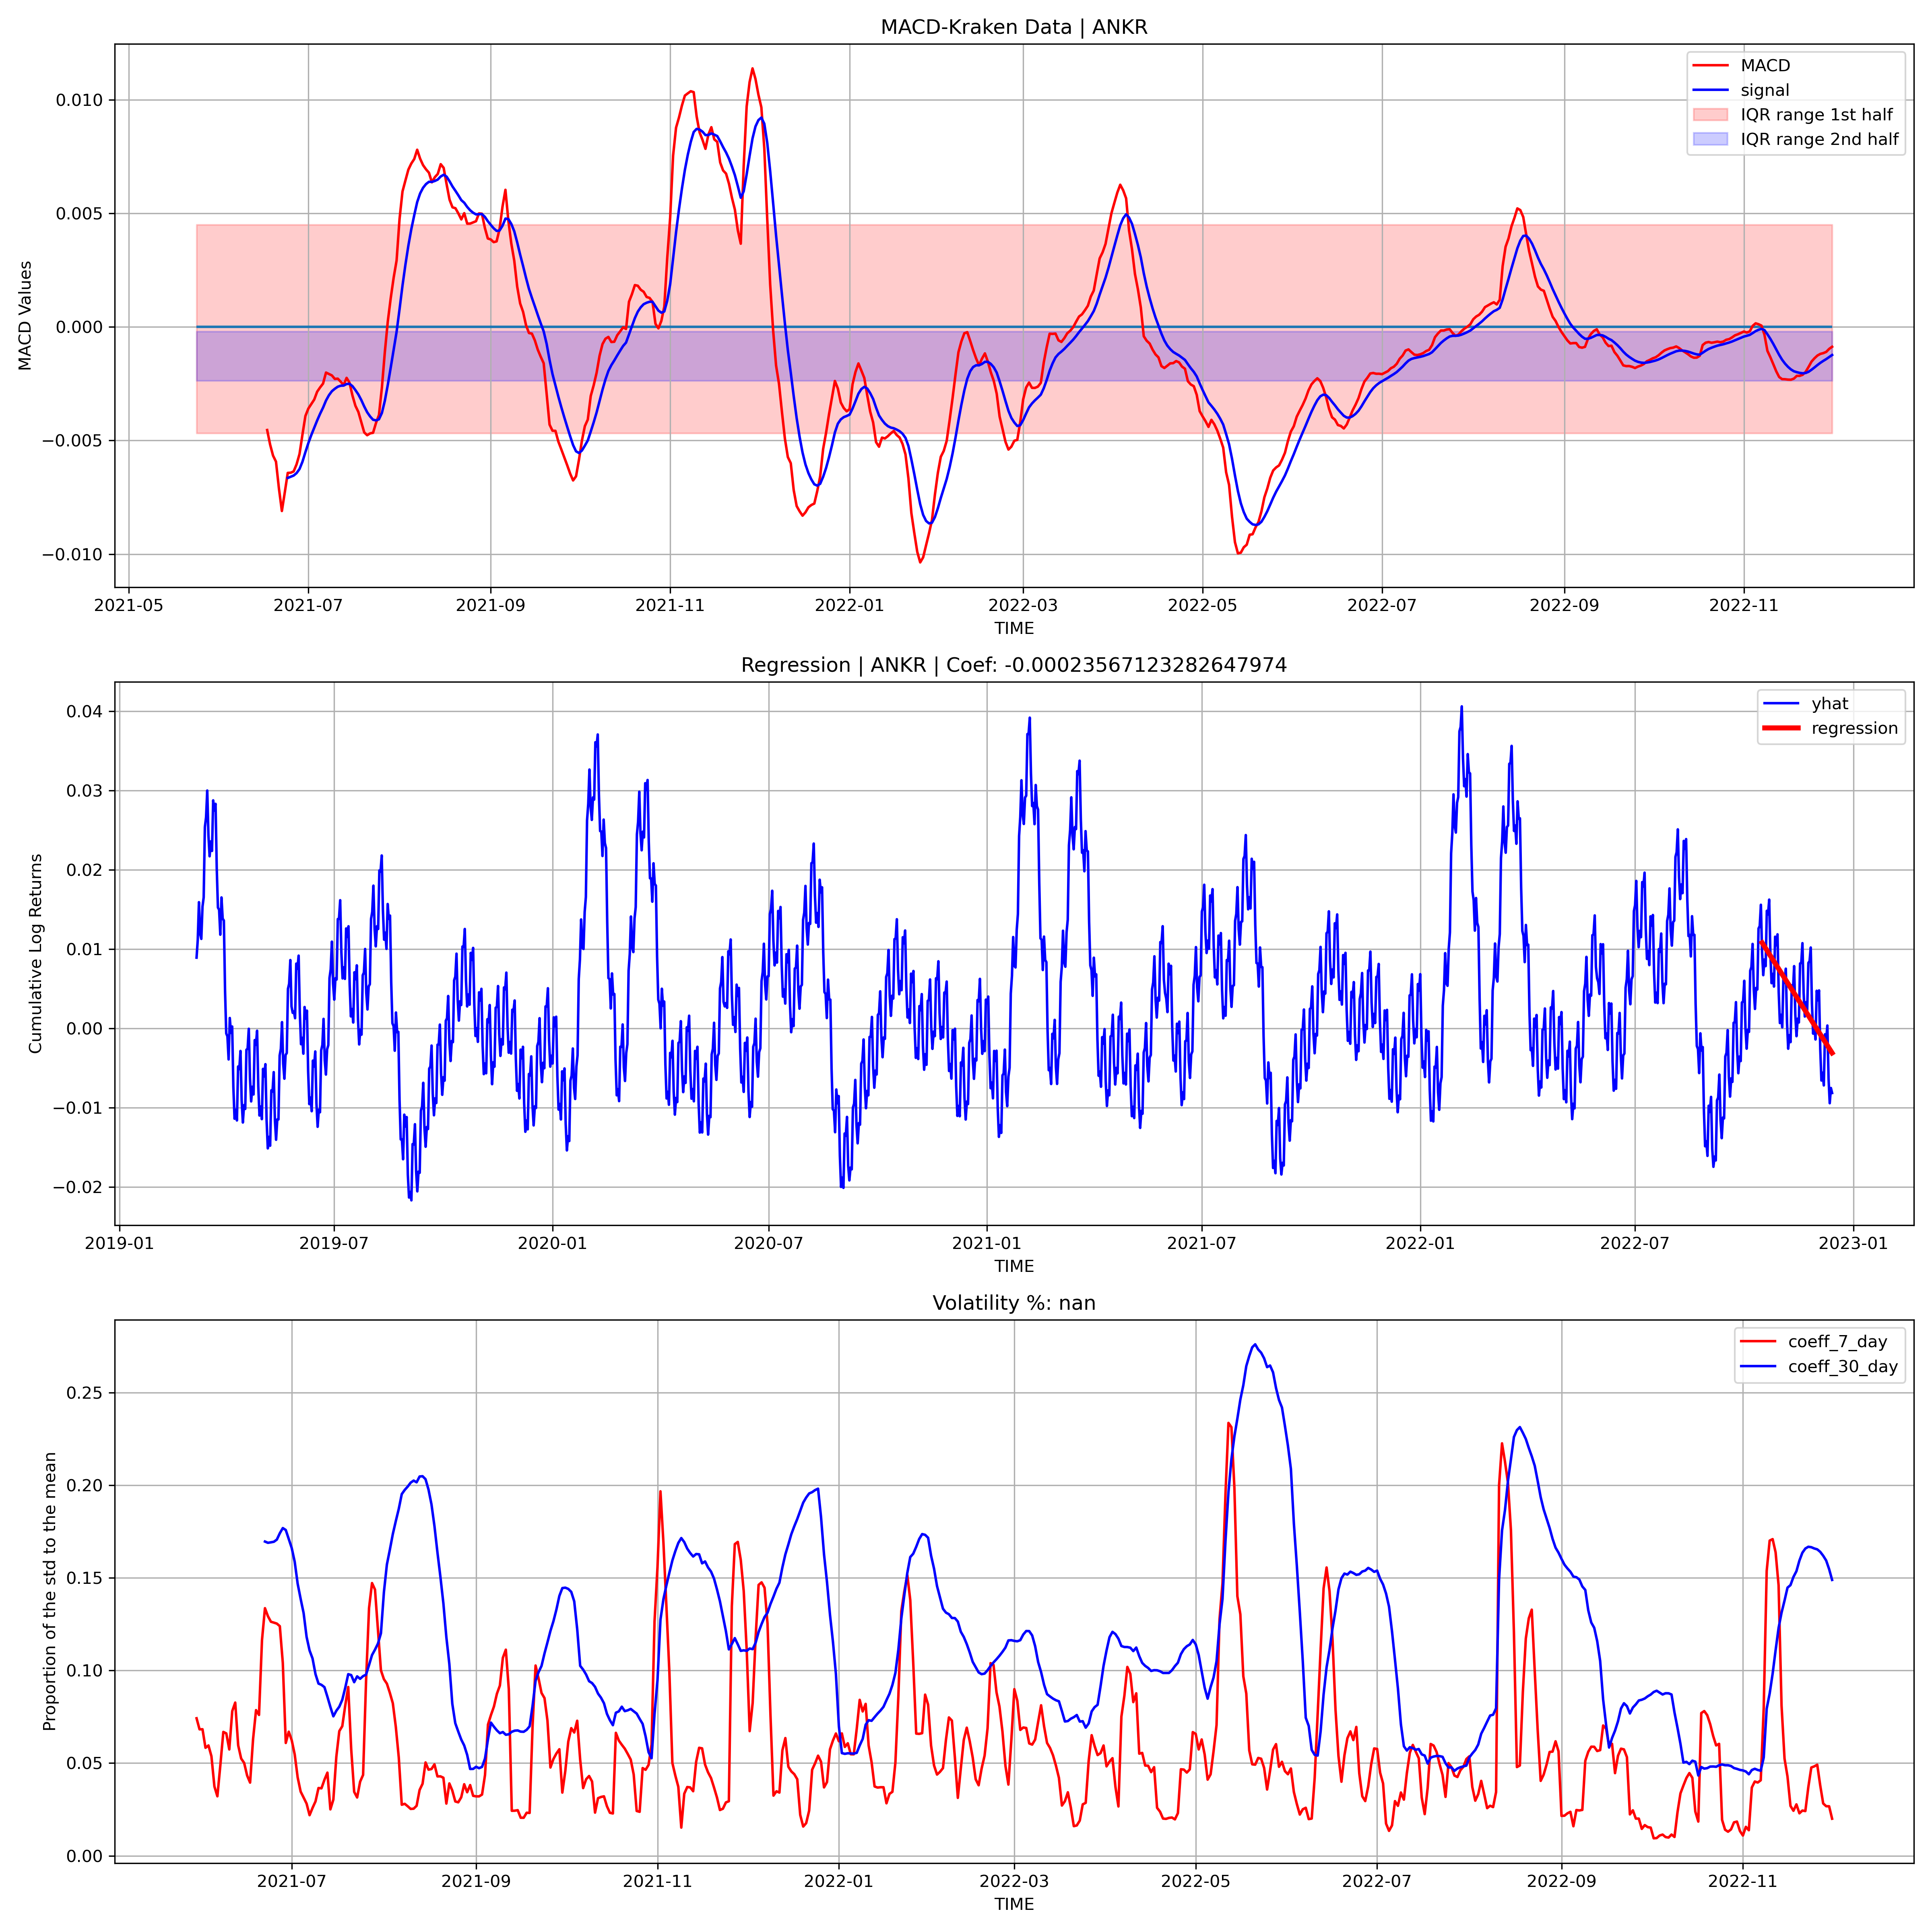 MACD-Kraken Data | ANKR
MACD
signal
IQR range 1st half
IQR range 2nd half
MACD Values
0.010
0.005
0.000
−0.005
−0.010
2021-05 2021-07 2021-09 2021-11 2022-01 2022-03 2022-05 2022-07 2022-09 2022-11
TIME
Regression | ANKR | Coef: -0.00023567123282647974
yhat
regression
Cumulative Log Returns
0.04
0.03
0.02
0.01
0.00
−0.01
−0.02
2019-01 2019-07 2020-01 2020-07 2021-01 2021-07 2022-01 2022-07 2023-01
TIME
Volatility %: nan
coeff_7_day
coeff_30_day
Proportion of the std to the mean
0.25
0.20
0.15
0.10
0.05
0.00
2021-07 2021-09 2021-11 2022-01 2022-03 2022-05 2022-07 2022-09 2022-11
TIME